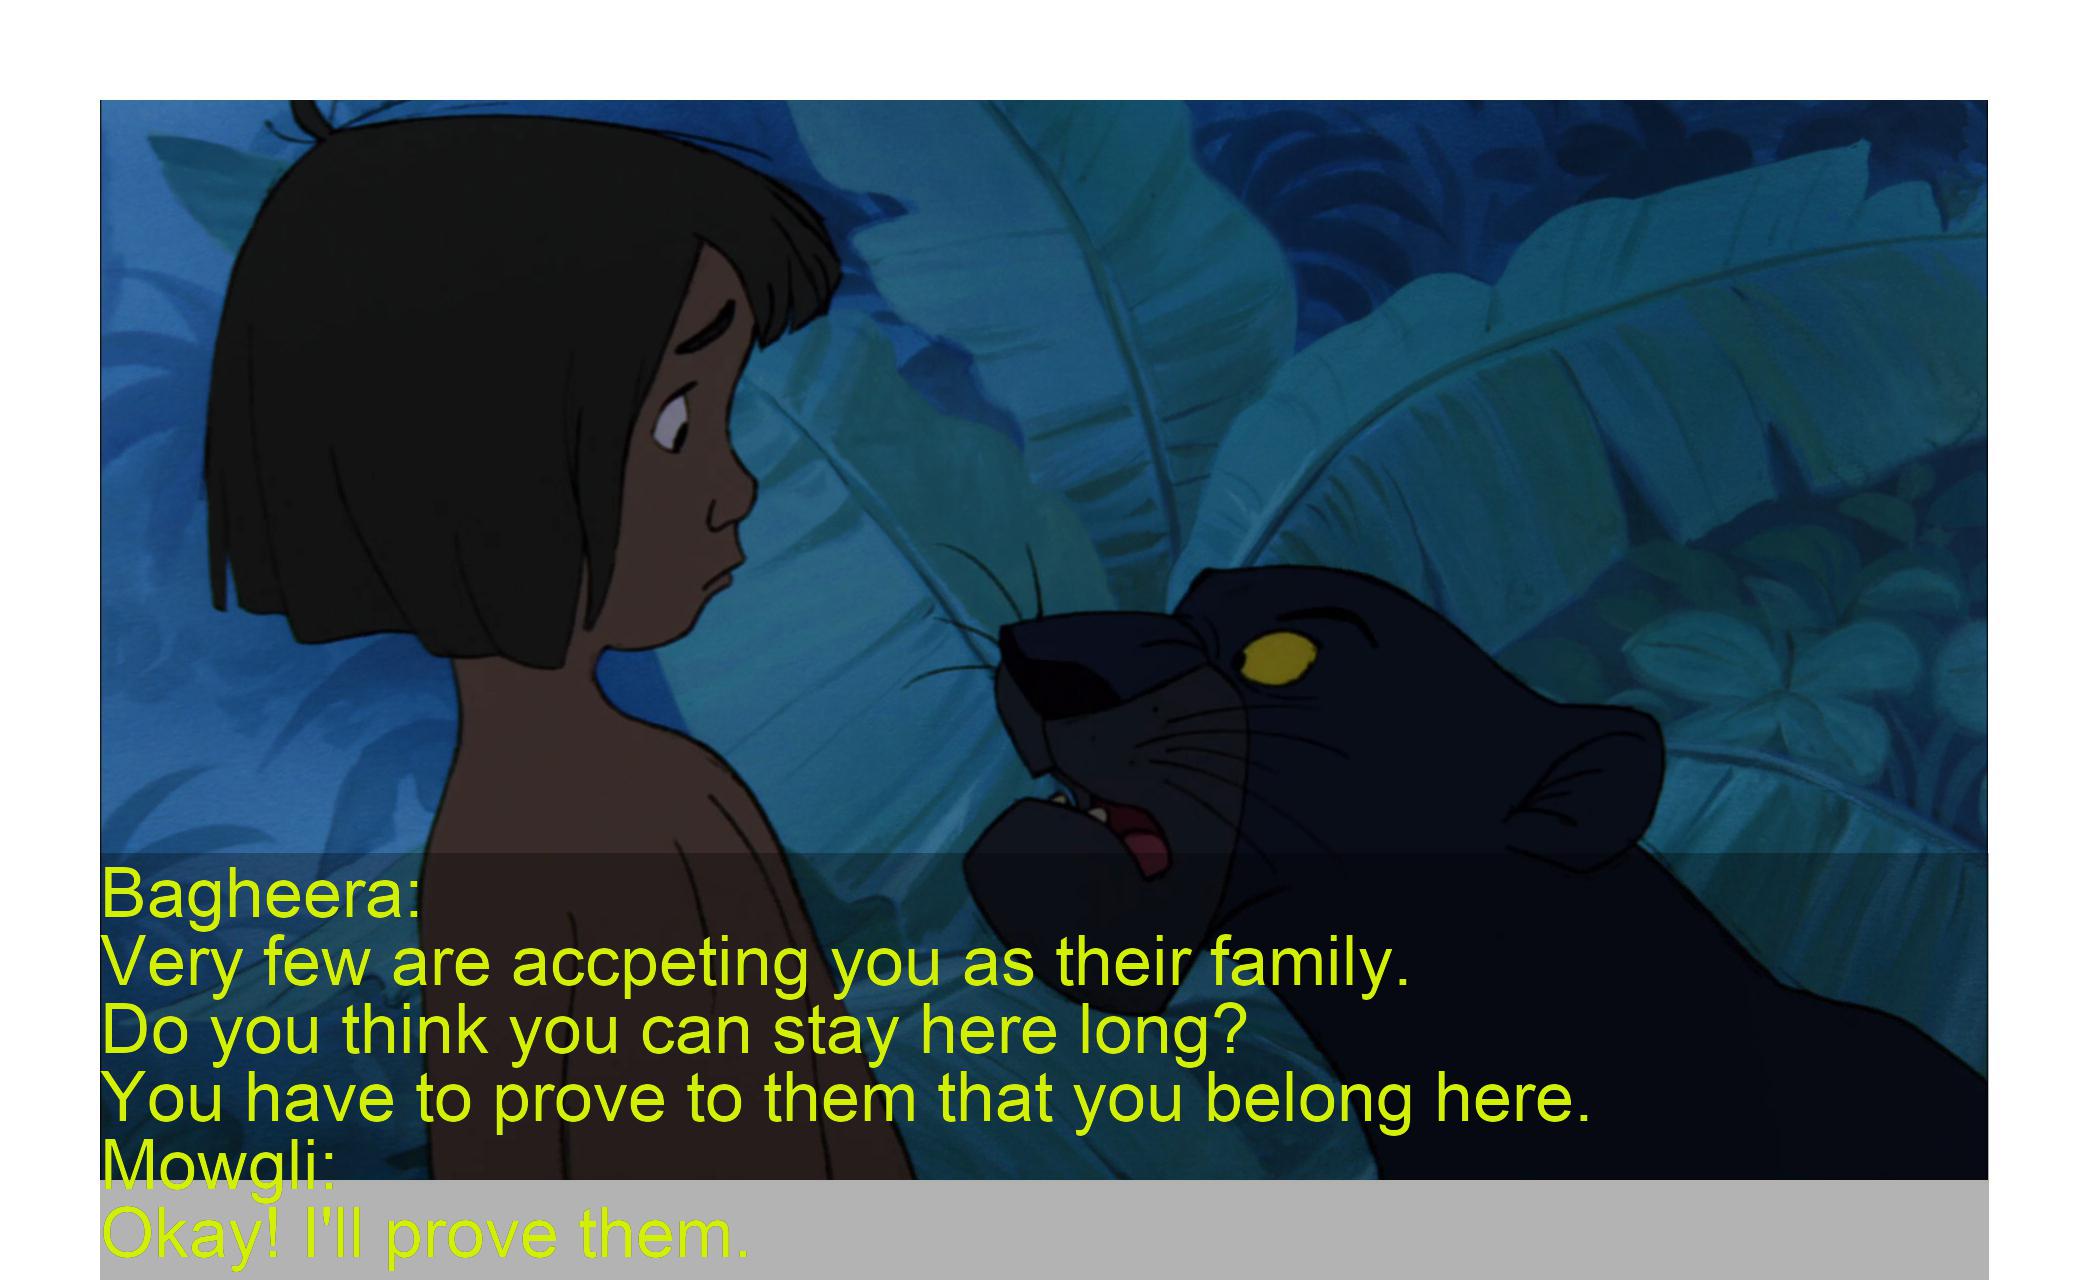 Bagheera:
Very few are accpeting you as their family.
Do you think you can stay here long?
You have to prove to them that you belong here.
Mowgli:
Okay! I'll prove them.